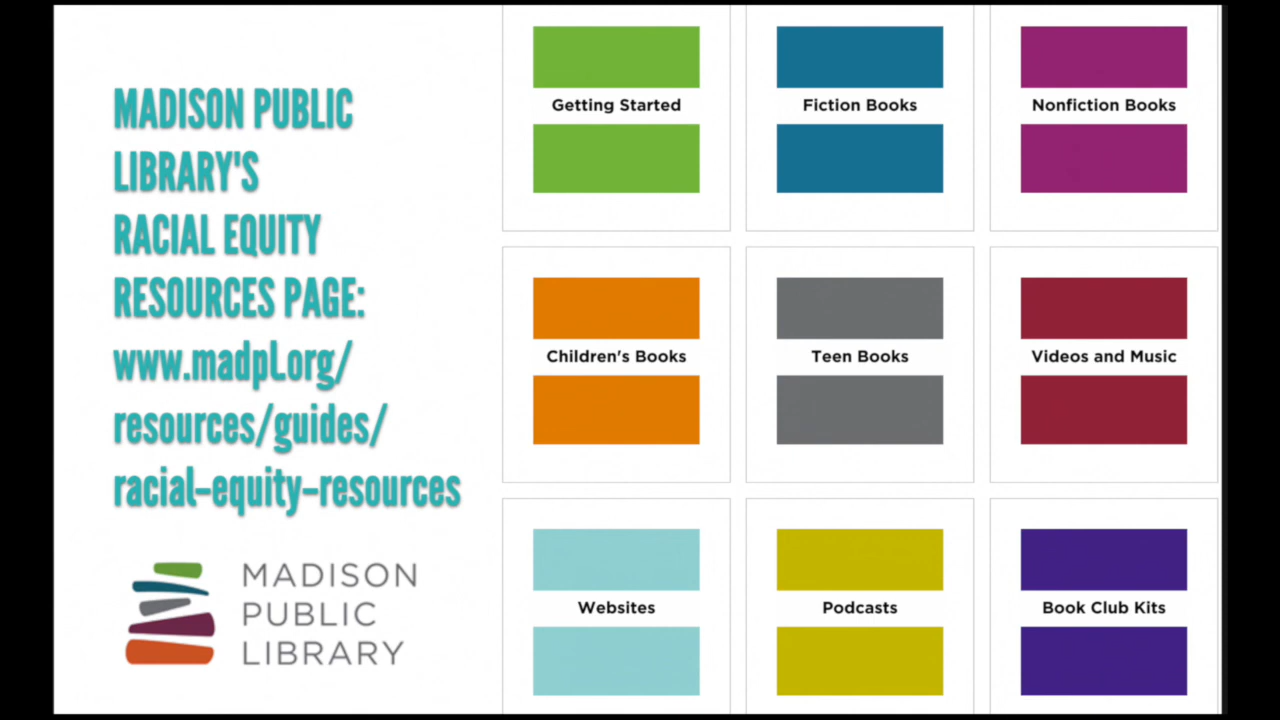 MADISON PUBLIC
LIBRARY'S
RACIAL EQUITY
RESOURCES PAGE:
www.madpl.org/
resources/guides/
racial-equity-resources
MADISON
PUBLIC
LIBRARY
Getting Started
Fiction Books
Nonfiction Books
Children's Books
Teen Books
Videos and Music
Websites
Podcasts
Book Club Kits